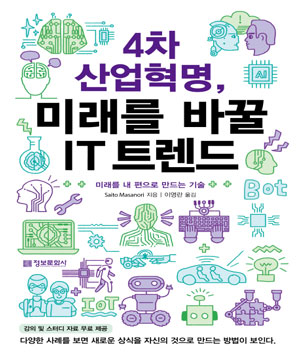 4차
산업혁명,
미래를 바꿀
IT 트렌드
미래를 내 편으로 만드는 기술
Saito Masanori 지음 | 이영란 옮김
AI
Bot
IoT
정보문화사
강의 및 스터디 자료 무료 제공
다양한 사례를 보면 새로운 상식을 자신의 것으로 만드는 방법이 보인다.